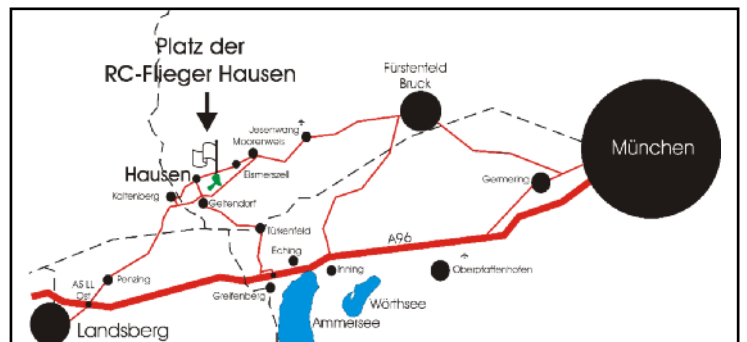 Platz der
RC-Flieger Hausen
Fürstenfeld
Bruck
München
Jesenwang
Moorenweis
Hausen
Eismerszell
Germering
Kaltenberg
Geltendorf
Türkenfeld
A96
Eching
Penzing
Inning
Oberpfaffenhofen
AS LL
Ost
Greifenberg
Wörthsee
Landsberg
Ammersee